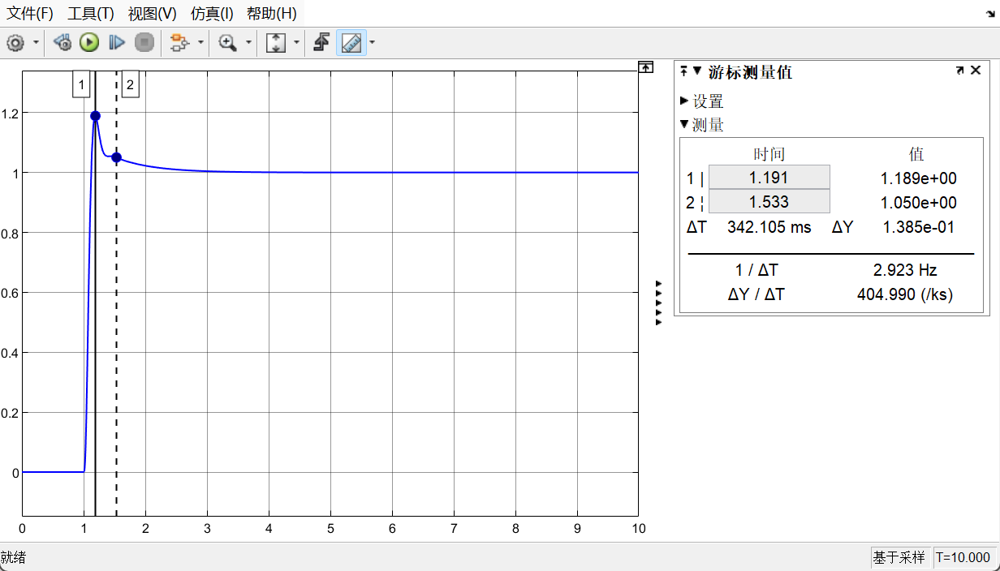 文件(F) 工具(T) 视图(V) 仿真(I) 帮助(H)
1 2
1.2
1
0.8
0.6
0.4
0.2
0
0 1 2 3 4 5 6 7 8 9 10
游标测量值
设置
测量
时间 值
1 | 1.191 1.189e+00
2 ¦ 1.533 1.050e+00
ΔT 342.105 ms ΔY 1.385e-01
1 / ΔT 2.923 Hz
ΔY / ΔT 404.990 (/ks)
就绪 基于采样 T=10.000